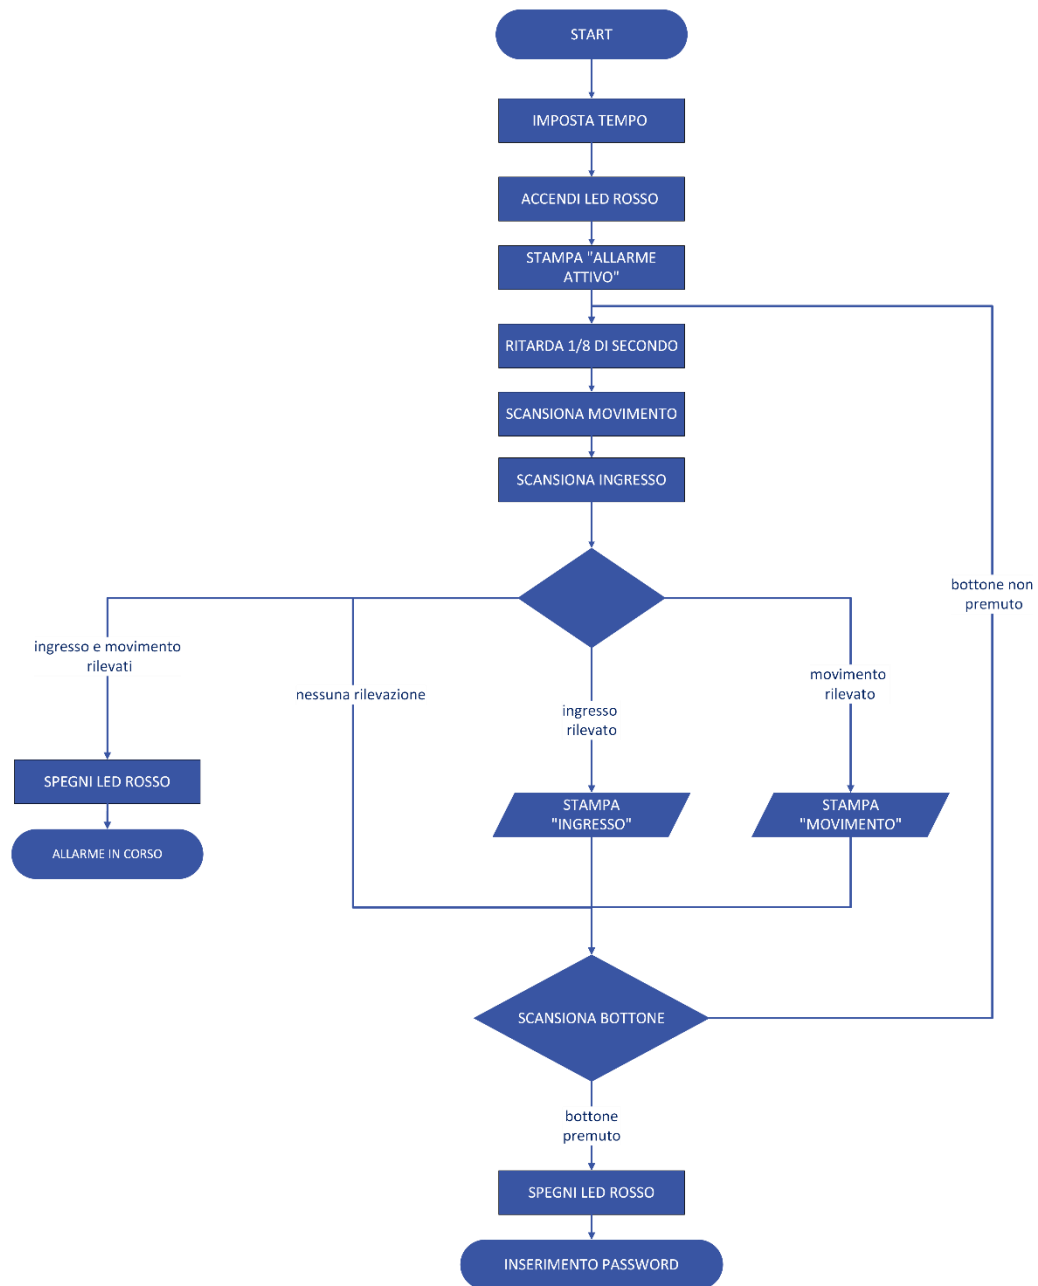 START
IMPOSTA TEMPO
ACCENDI LED ROSSO
STAMPA "ALLARME
ATTIVO"
RITARDA 1/8 DI SECONDO
SCANSIONA MOVIMENTO
SCANSIONA INGRESSO
bottone non
premuto
ingresso e movimento
rilevati
nessuna rilevazione
ingresso
rilevato
movimento
rilevato
SPEGNI LED ROSSO
ALLARME IN CORSO
STAMPA
"INGRESSO"
STAMPA
"MOVIMENTO"
SCANSIONA BOTTONE
bottone
premuto
SPEGNI LED ROSSO
INSERIMENTO PASSWORD